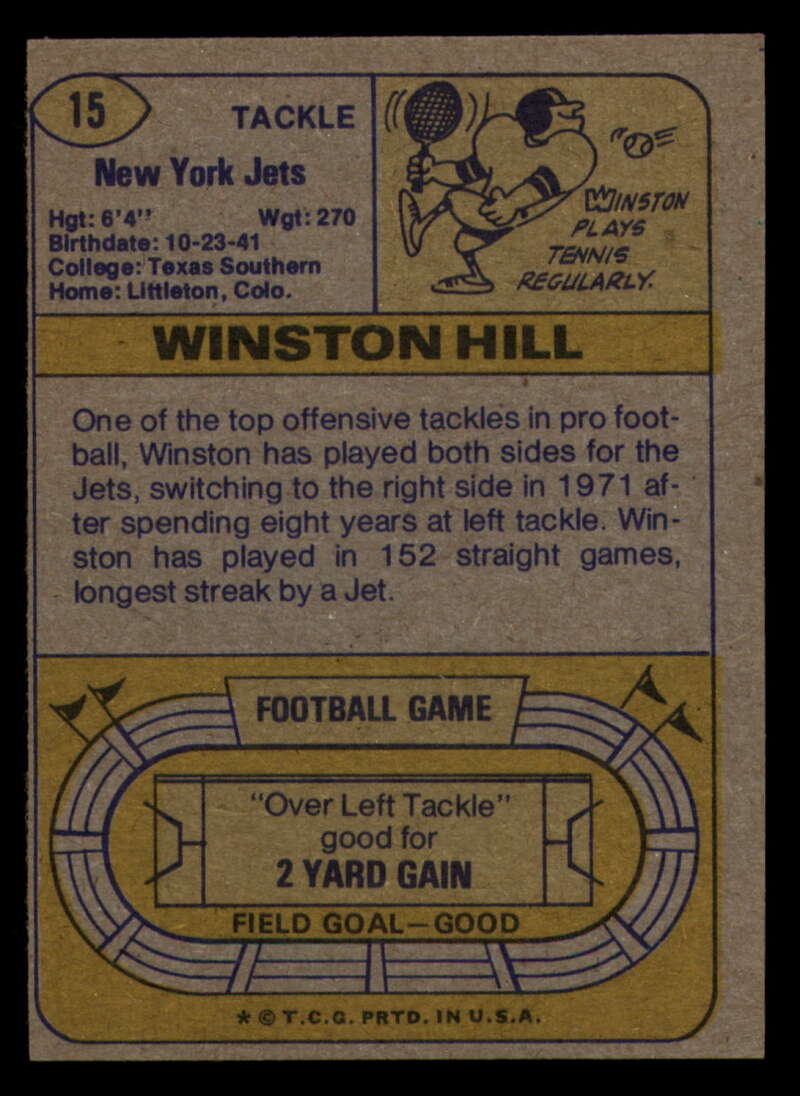 15
TACKLE
New York Jets
Hgt: 6'4" Wgt: 270
Birthdate: 10-23-41
College: Texas Southern
Home: Littleton, Colo.
WINSTON
PLAYS
TENNIS
REGULARLY.
WINSTON HILL
One of the top offensive tackles in pro foot-
ball, Winston has played both sides for the
Jets, switching to the right side in 1971 af-
ter spending eight years at left tackle. Win-
ston has played in 152 straight games,
longest streak by a Jet.
FOOTBALL GAME
"Over Left Tackle"
good for
2 YARD GAIN
FIELD GOAL—GOOD
* © T.C.G. PRTD. IN U.S.A.